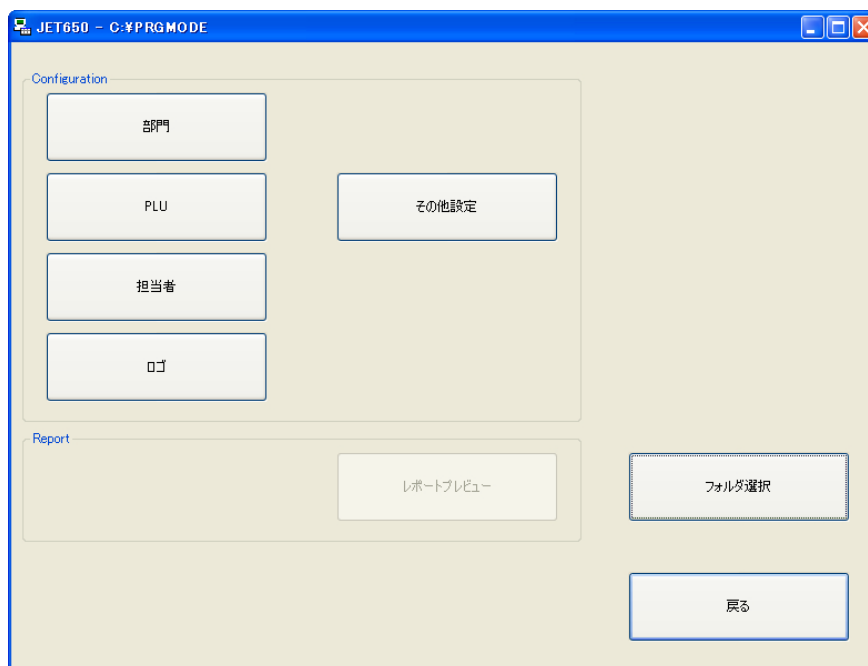 JET650 - C:¥PRGMODE
Configuration
部門
PLU
その他設定
担当者
ロゴ
Report
レポートプレビュー
フォルダ選択
戻る